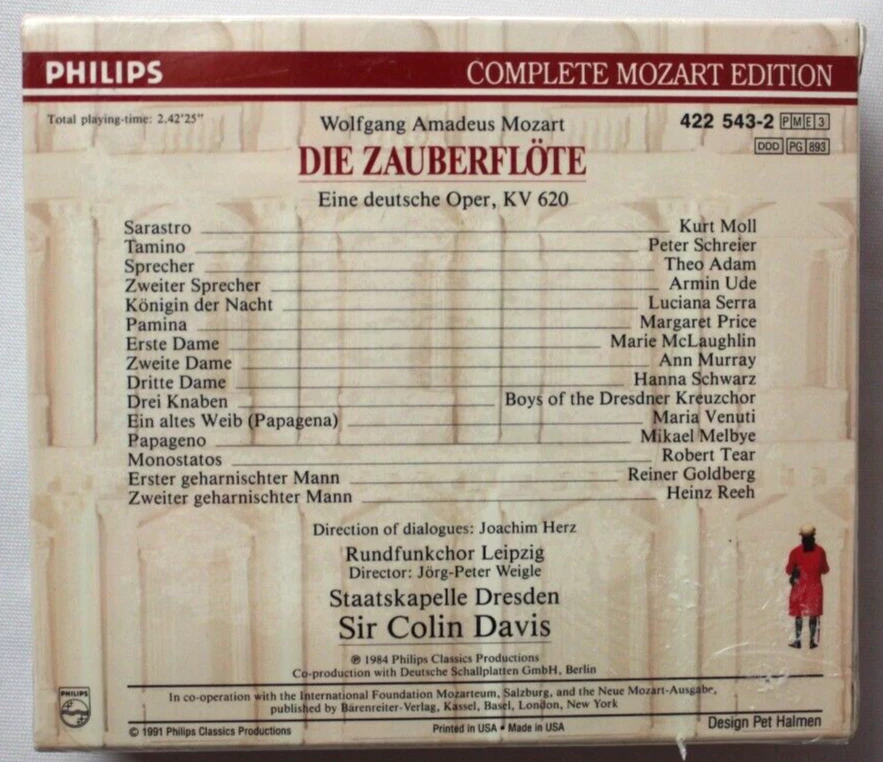 PHILIPS COMPLETE MOZART EDITION
Total playing-time: 2.42'25"
Wolfgang Amadeus Mozart
422 543-2 PME3
DDD PG 893
DIE ZAUBERFLÖTE
Eine deutsche Oper, KV 620
Sarastro Kurt Moll
Tamino Peter Schreier
Sprecher Theo Adam
Zweiter Sprecher Armin Ude
Königin der Nacht Luciana Serra
Pamina Margaret Price
Erste Dame Marie McLaughlin
Zweite Dame Ann Murray
Dritte Dame Hanna Schwarz
Drei Knaben Boys of the Dresdner Kreuzchor
Ein altes Weib (Papagena) Maria Venuti
Papageno Mikael Melbye
Monostatos Robert Tear
Erster geharnischter Mann Reiner Goldberg
Zweiter geharnischter Mann Heinz Reeh
Direction of dialogues: Joachim Herz
Rundfunkchor Leipzig
Director: Jörg-Peter Weigle
Staatskapelle Dresden
Sir Colin Davis
℗ 1984 Philips Classics Productions
Co-production with Deutsche Schallplatten GmbH, Berlin
PHILIPS
In co-operation with the International Foundation Mozarteum, Salzburg, and the Neue Mozart-Ausgabe,
published by Bärenreiter-Verlag, Kassel, Basel, London, New York
© 1991 Philips Classics Productions
Printed in USA • Made in USA
Design Pet Halmen